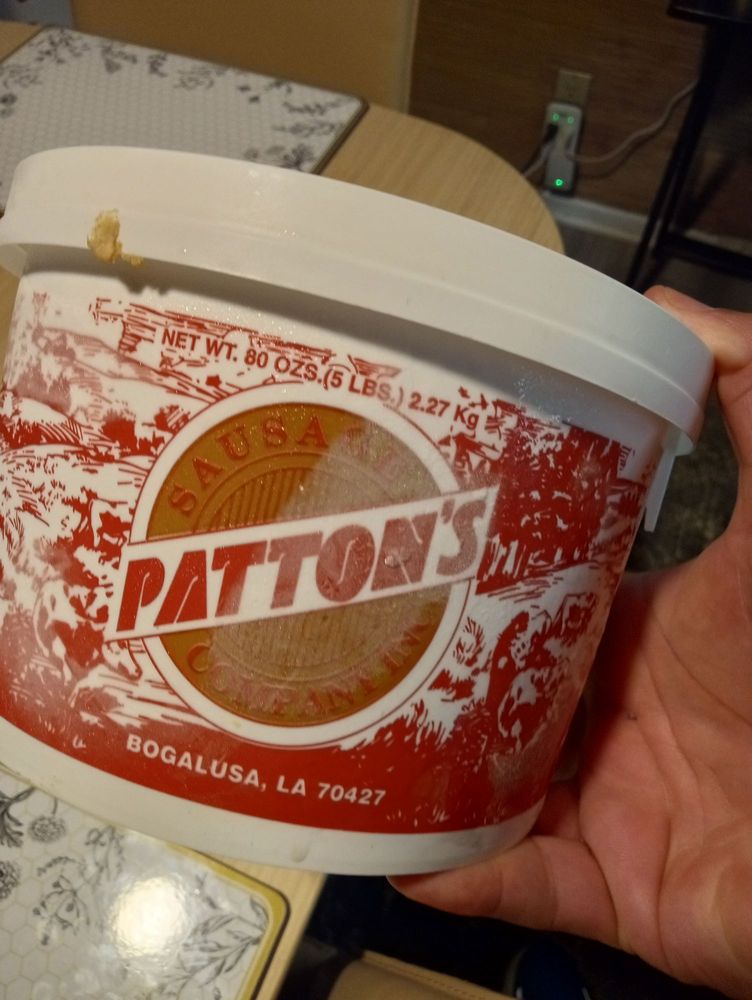 NET WT. 80 OZS. (5 LBS.) 2.27 Kg
SAUSAGE
PATTON'S
COMPANY INC
BOGALUSA, LA 70427